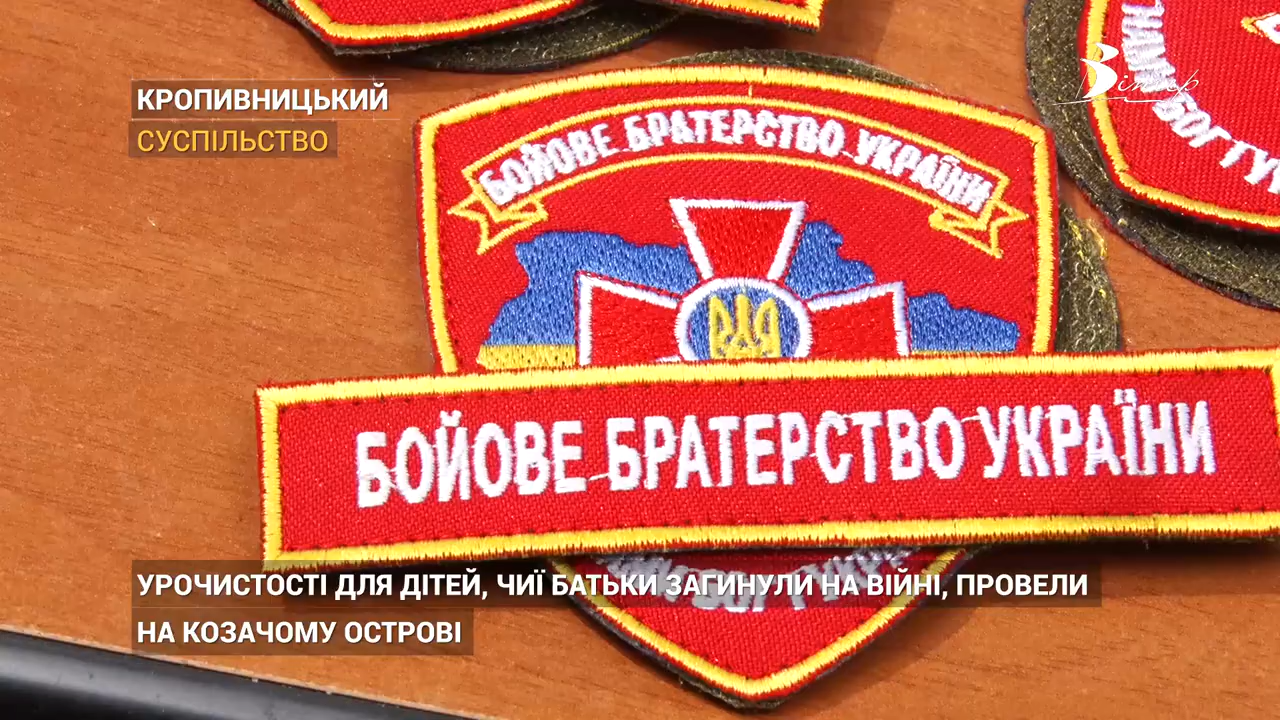 КРОПИВНИЦЬКИЙ
СУСПІЛЬСТВО
Вітер
БОЙОВЕ БРАТЕРСТВО УКРАЇНИ
БОЙОВЕ БРАТЕРСТВО УКРАЇНИ
УРОЧИСТОСТІ ДЛЯ ДІТЕЙ, ЧИЇ БАТЬКИ ЗАГИНУЛИ НА ВІЙНІ, ПРОВЕЛИ
НА КОЗАЧОМУ ОСТРОВІ